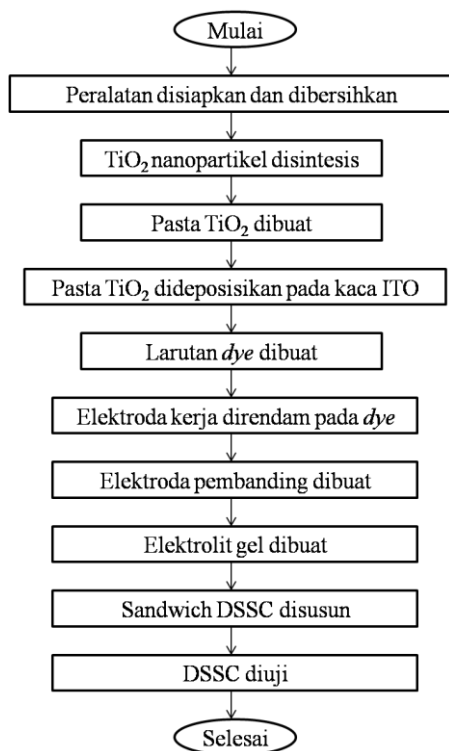 Mulai
Peralatan disiapkan dan dibersihkan
TiO₂ nanopartikel disintesis
Pasta TiO₂ dibuat
Pasta TiO₂ dideposisikan pada kaca ITO
Larutan dye dibuat
Elektroda kerja direndam pada dye
Elektroda pembanding dibuat
Elektrolit gel dibuat
Sandwich DSSC disusun
DSSC diuji
Selesai